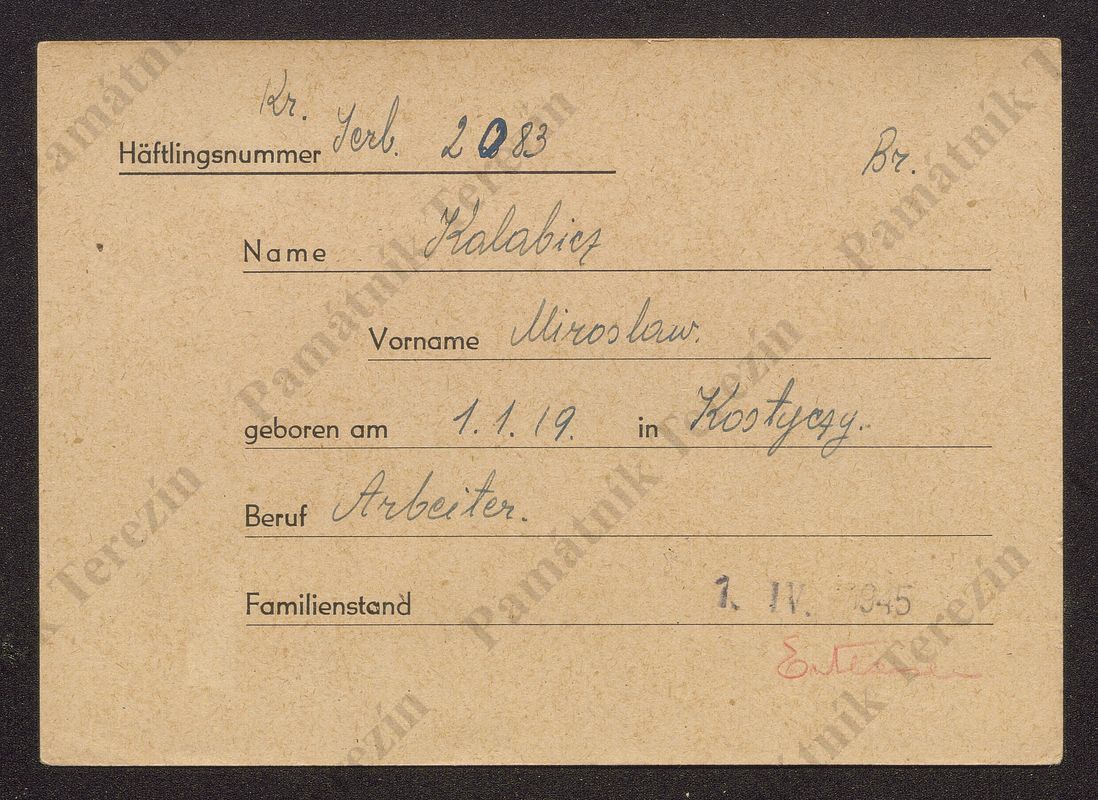 Kr.
Häftlingsnummer Serb. 2083
Br.
Name Kalabicz
Vorname Miroslaw.
geboren am 1. 1. 19. in Kostyczy.
Beruf Arbeiter.
Familienstand 1. IV. 1945
Památník Terezín